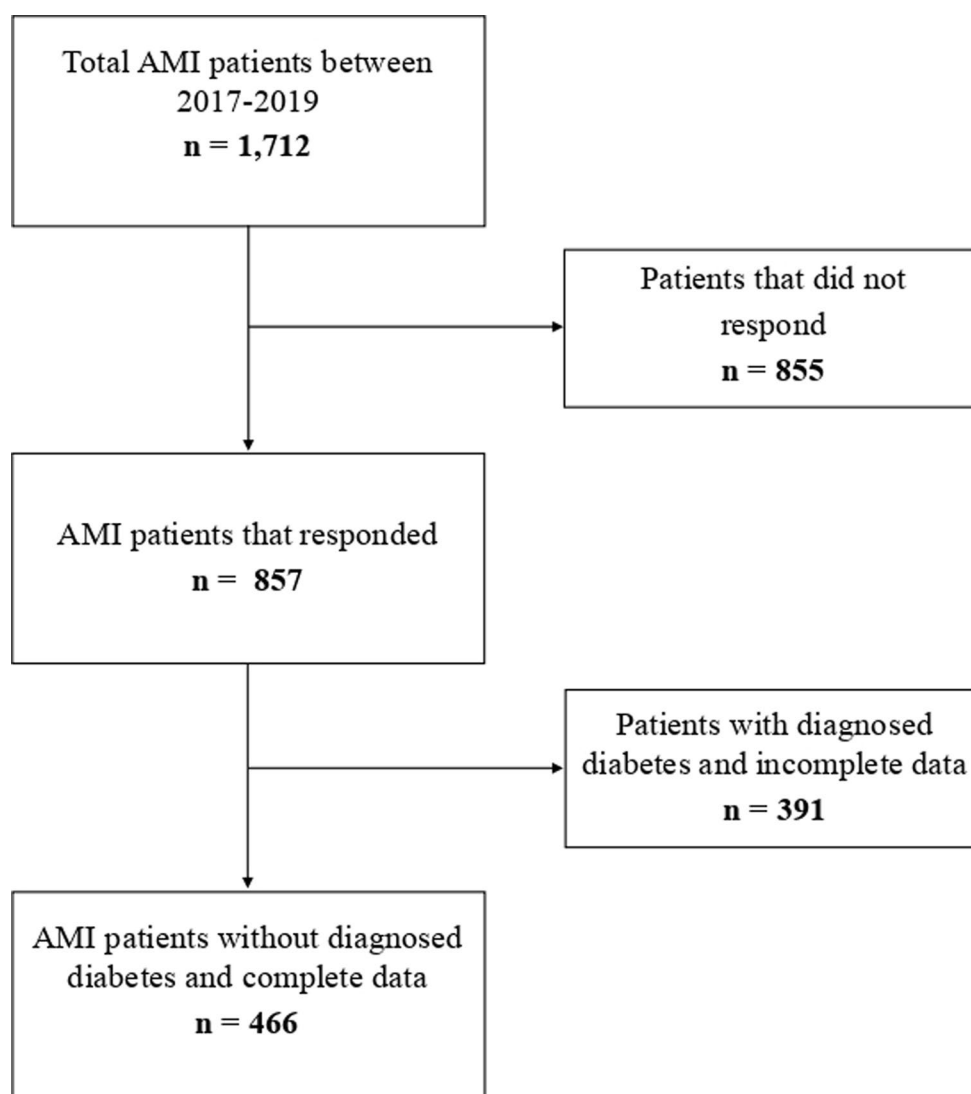 Total AMI patients between
2017-2019
n = 1,712
Patients that did not
respond
n = 855
AMI patients that responded
n = 857
Patients with diagnosed
diabetes and incomplete data
n = 391
AMI patients without diagnosed
diabetes and complete data
n = 466